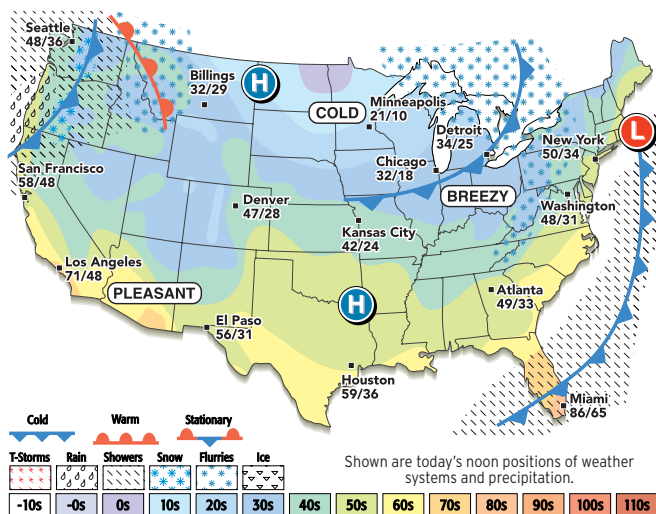 Seattle
48/36
Billings
32/29
H
COLD
Minneapolis
21/10
Detroit
34/25
New York
50/34
L
San Francisco
58/48
Chicago
32/18
BREEZY
Washington
48/31
Denver
47/28
Kansas City
42/24
Los Angeles
71/48
PLEASANT
H
Atlanta
49/33
El Paso
56/31
Houston
59/36
Miami
86/65
Cold
Warm
Stationary
T-Storms Rain Showers Snow Flurries Ice
Shown are today's noon positions of weather
systems and precipitation.
-10s -0s 0s 10s 20s 30s 40s 50s 60s 70s 80s 90s 100s 110s